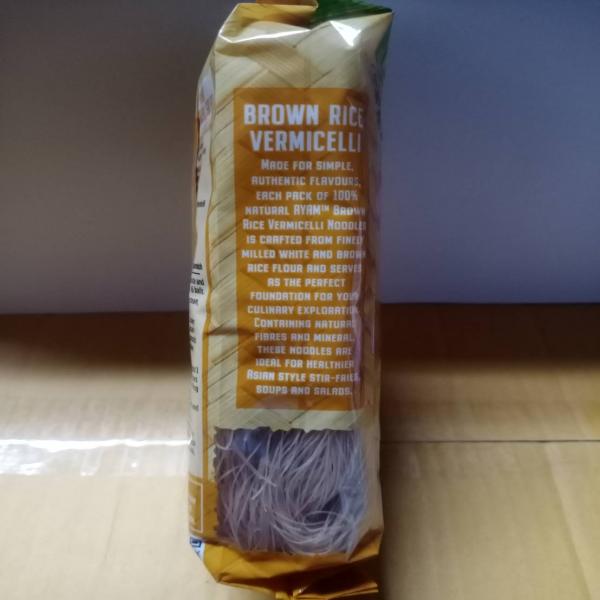 BROWN RICE
VERMICELLI
MADE FOR SIMPLE,
AUTHENTIC FLAVOURS,
EACH PACK OF 100%
NATURAL AYAM™ BROWN
RICE VERMICELLI NOODLES
IS CRAFTED FROM FINELY
MILLED WHITE AND BROWN
RICE FLOUR AND SERVES
AS THE PERFECT
FOUNDATION FOR YOUR
CULINARY EXPLORATION.
CONTAINING NATURAL
FIBRES AND MINERAL
THESE NOODLES ARE
IDEAL FOR HEALTHIER
ASIAN STYLE STIR-FRIES,
SOUPS AND SALADS.